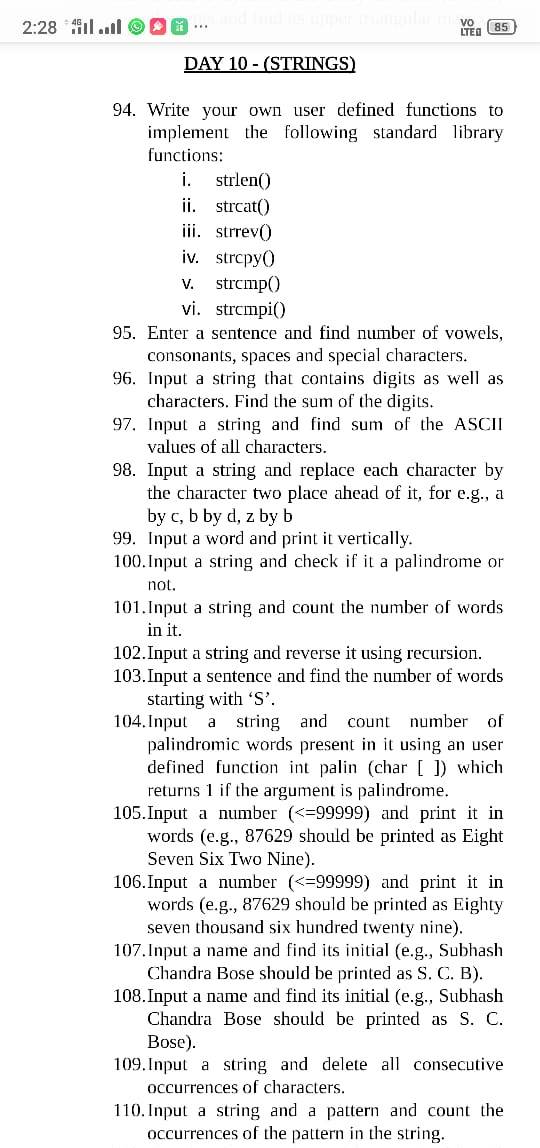 2:28 4G VO LTE 85
DAY 10 - (STRINGS)
94. Write your own user defined functions to
implement the following standard library
functions:
i. strlen()
ii. strcat()
iii. strrev()
iv. strcpy()
v. strcmp()
vi. strcmpi()
95. Enter a sentence and find number of vowels,
consonants, spaces and special characters.
96. Input a string that contains digits as well as
characters. Find the sum of the digits.
97. Input a string and find sum of the ASCII
values of all characters.
98. Input a string and replace each character by
the character two place ahead of it, for e.g., a
by c, b by d, z by b
99. Input a word and print it vertically.
100.Input a string and check if it a palindrome or
not.
101.Input a string and count the number of words
in it.
102.Input a string and reverse it using recursion.
103.Input a sentence and find the number of words
starting with ‘S’.
104.Input a string and count number of
palindromic words present in it using an user
defined function int palin (char [ ]) which
returns 1 if the argument is palindrome.
105.Input a number (<=99999) and print it in
words (e.g., 87629 should be printed as Eight
Seven Six Two Nine).
106.Input a number (<=99999) and print it in
words (e.g., 87629 should be printed as Eighty
seven thousand six hundred twenty nine).
107.Input a name and find its initial (e.g., Subhash
Chandra Bose should be printed as S. C. B).
108.Input a name and find its initial (e.g., Subhash
Chandra Bose should be printed as S. C.
Bose).
109.Input a string and delete all consecutive
occurrences of characters.
110.Input a string and a pattern and count the
occurrences of the pattern in the string.